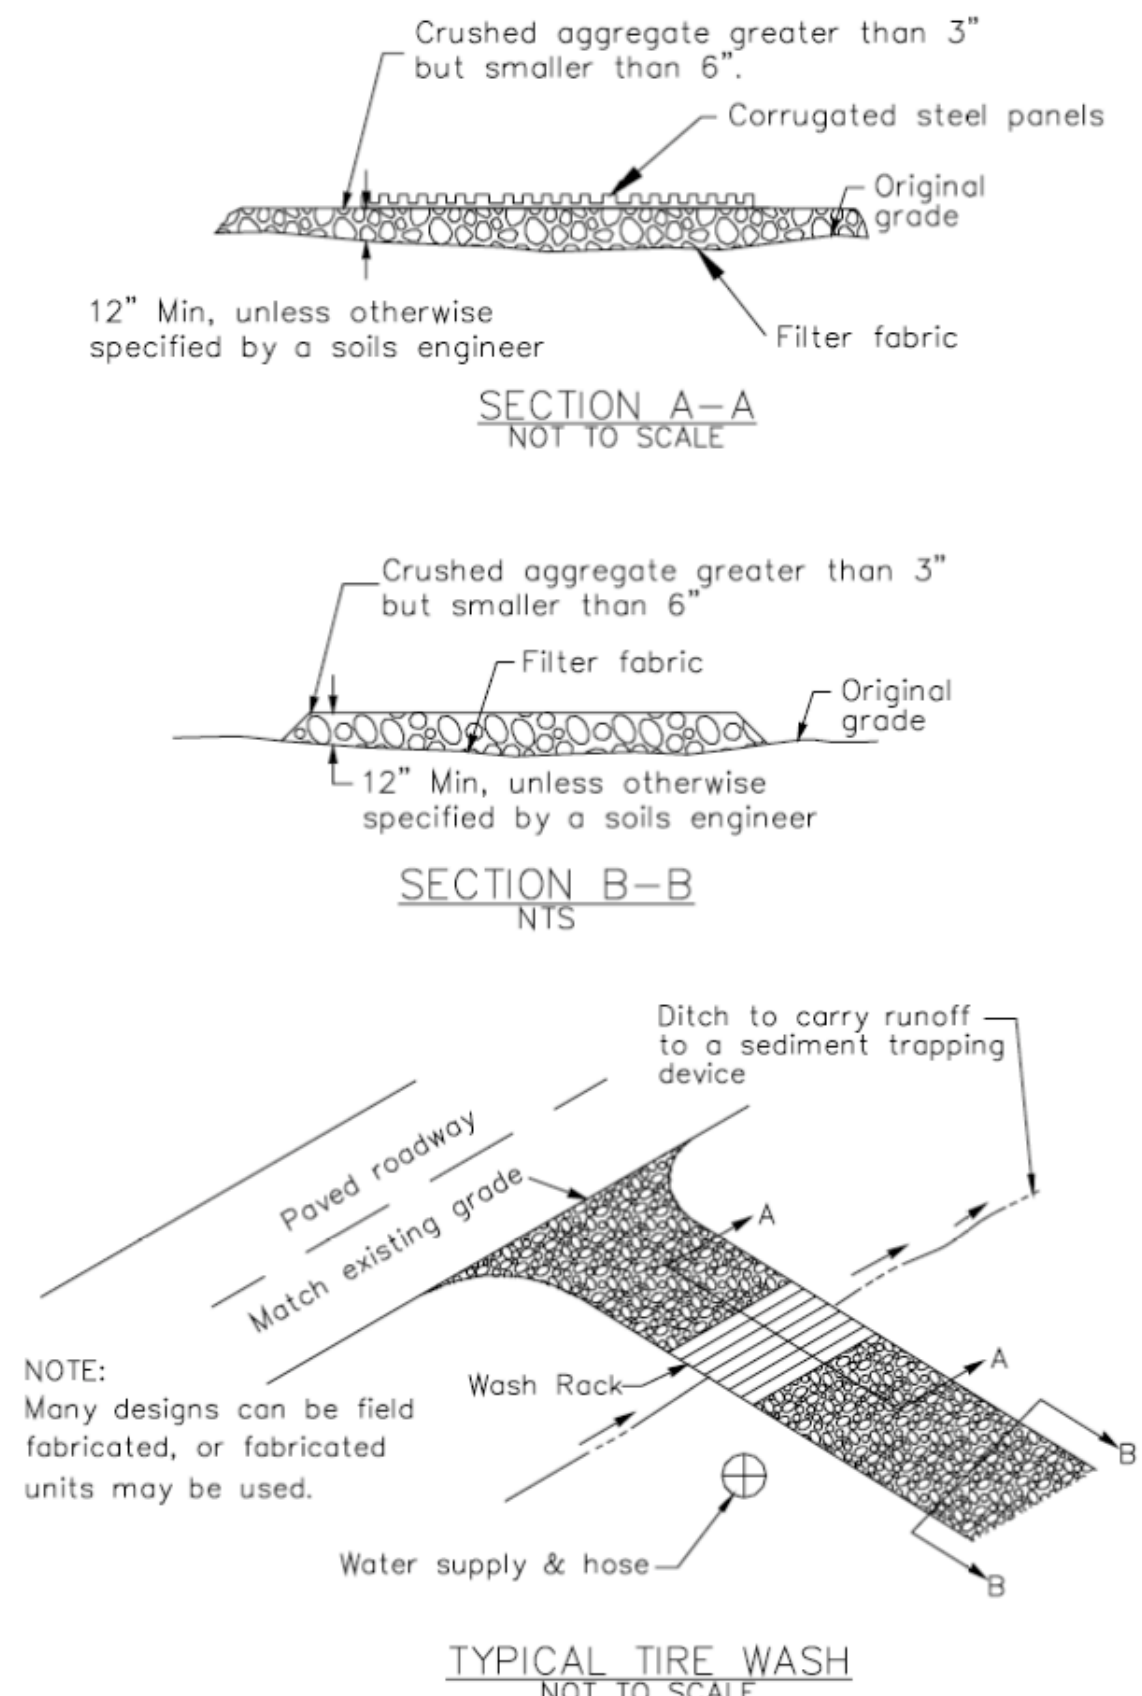 Crushed aggregate greater than 3"
but smaller than 6".
Corrugated steel panels
Original
grade
12" Min, unless otherwise
specified by a soils engineer
Filter fabric
SECTION A-A
NOT TO SCALE
Crushed aggregate greater than 3"
but smaller than 6"
Filter fabric
Original
grade
12" Min, unless otherwise
specified by a soils engineer
SECTION B-B
NTS
Ditch to carry runoff
to a sediment trapping
device
Paved roadway
Match existing grade
A
A
NOTE:
Many designs can be field
fabricated, or fabricated
units may be used.
Wash Rack
B
Water supply & hose
B
TYPICAL TIRE WASH
NOT TO SCALE